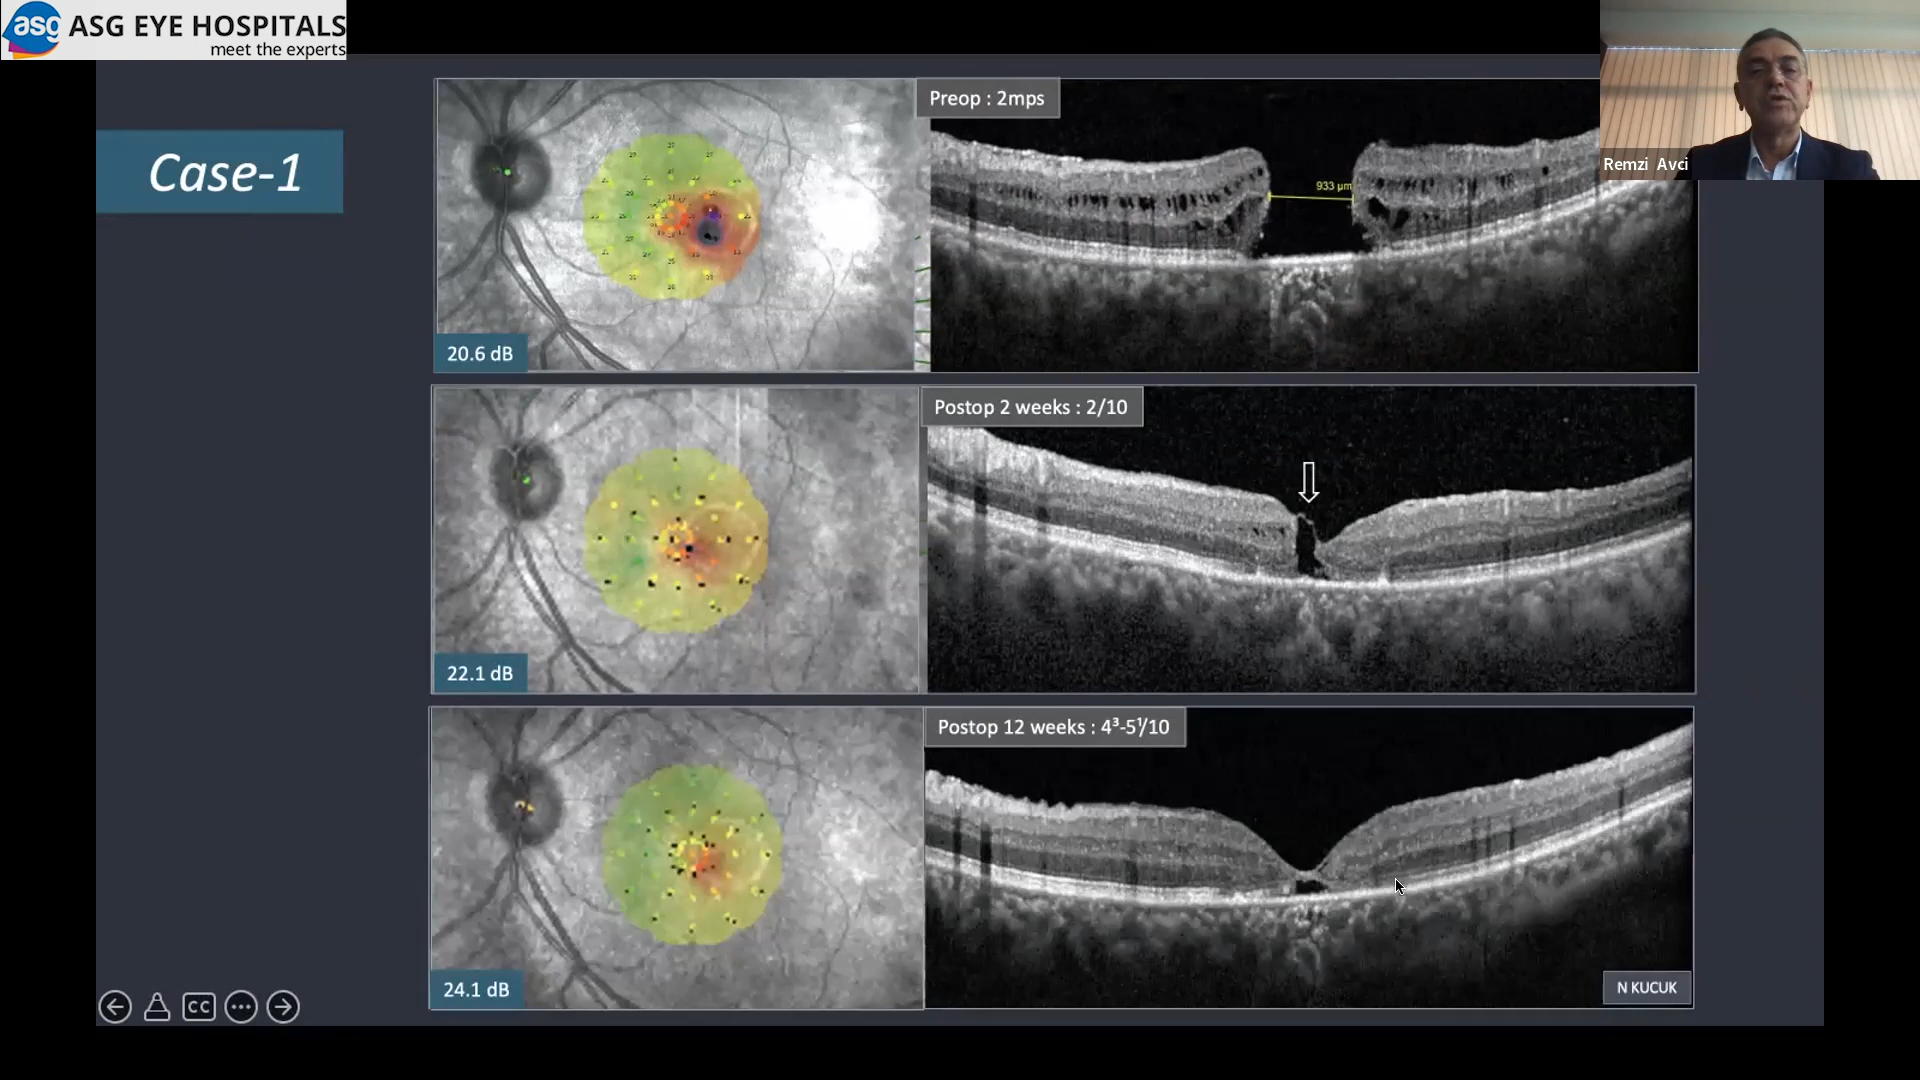 asg ASG EYE HOSPITALS
meet the experts
Remzi Avci
Case-1
Preop : 2mps
933 µm
20.6 dB
Postop 2 weeks : 2/10
22.1 dB
Postop 12 weeks : 4³-5¹/10
24.1 dB
N KUCUK
CC